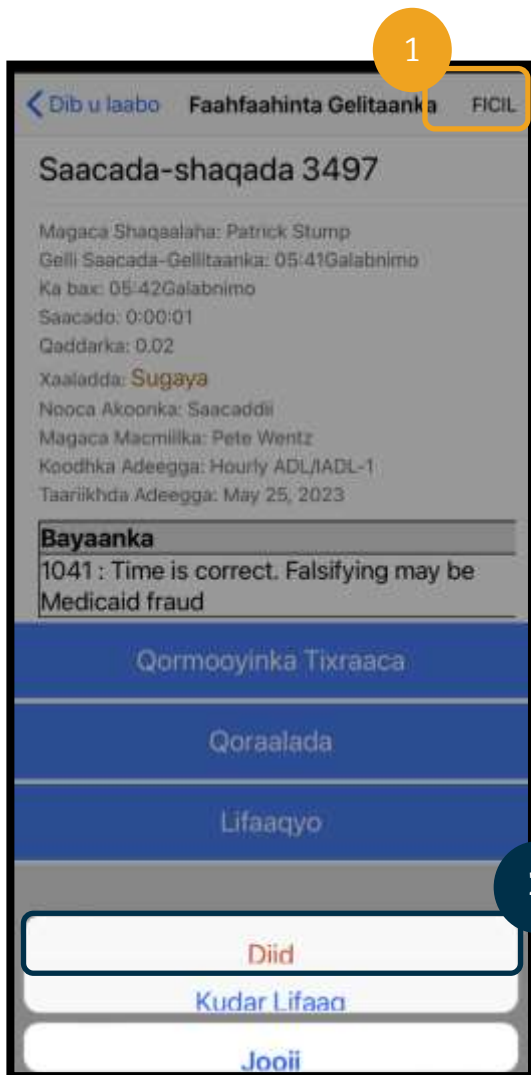 1
Dib u laabo Faahfaahinta Gelitaanka FICIL
Saacada-shaqada 3497
Magaca Shaqaalaha: Patrick Stump
Gelli Saacada-Gellitaanka: 05:41Galabnimo
Ka bax: 05:42Galabnimo
Saacado: 0:00:01
Qaddarka: 0.02
Xaaladda: Sugaya
Nooca Akoonka: Saacaddii
Magaca Macmiilka: Pete Wentz
Koodhka Adeegga: Hourly ADL/IADL-1
Taariikhda Adeegga: May 25, 2023
Bayaanka
1041 : Time is correct. Falsifying may be
Medicaid fraud
Qormooyinka Tixraaca
Qoraalada
Lifaaqyo
Diid
Kudar Lifaaq
Jooji